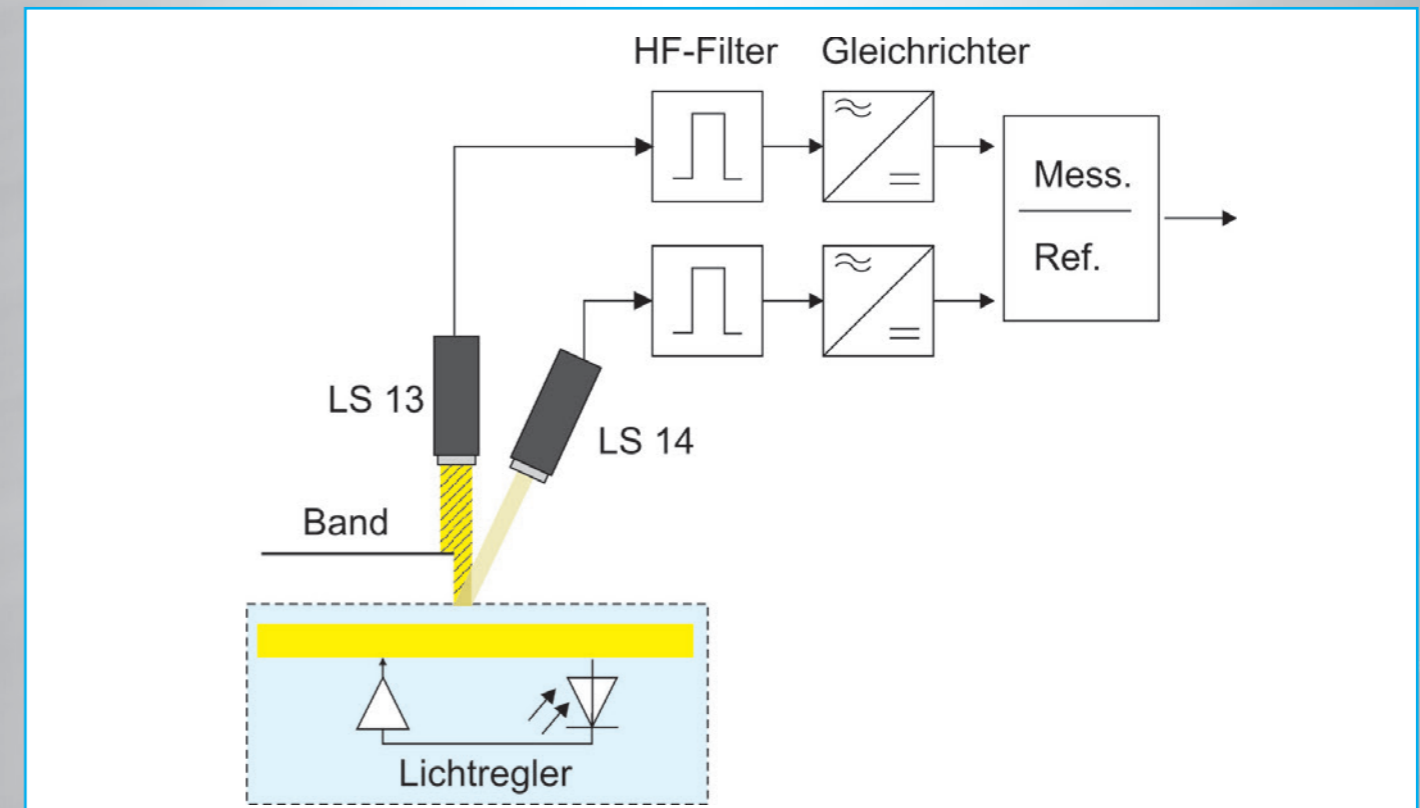 HF-Filter Gleichrichter
Mess.
Ref.
LS 13
LS 14
Band
Lichtregler